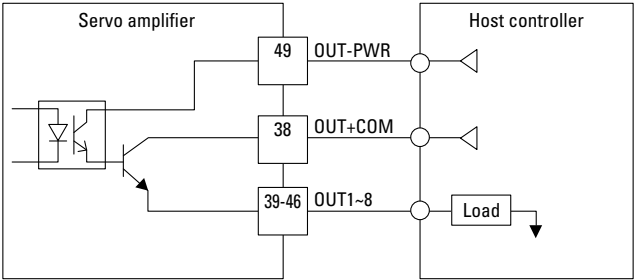 Servo amplifier
Host controller
49
OUT-PWR
38
OUT+COM
39-46
OUT1~8
Load